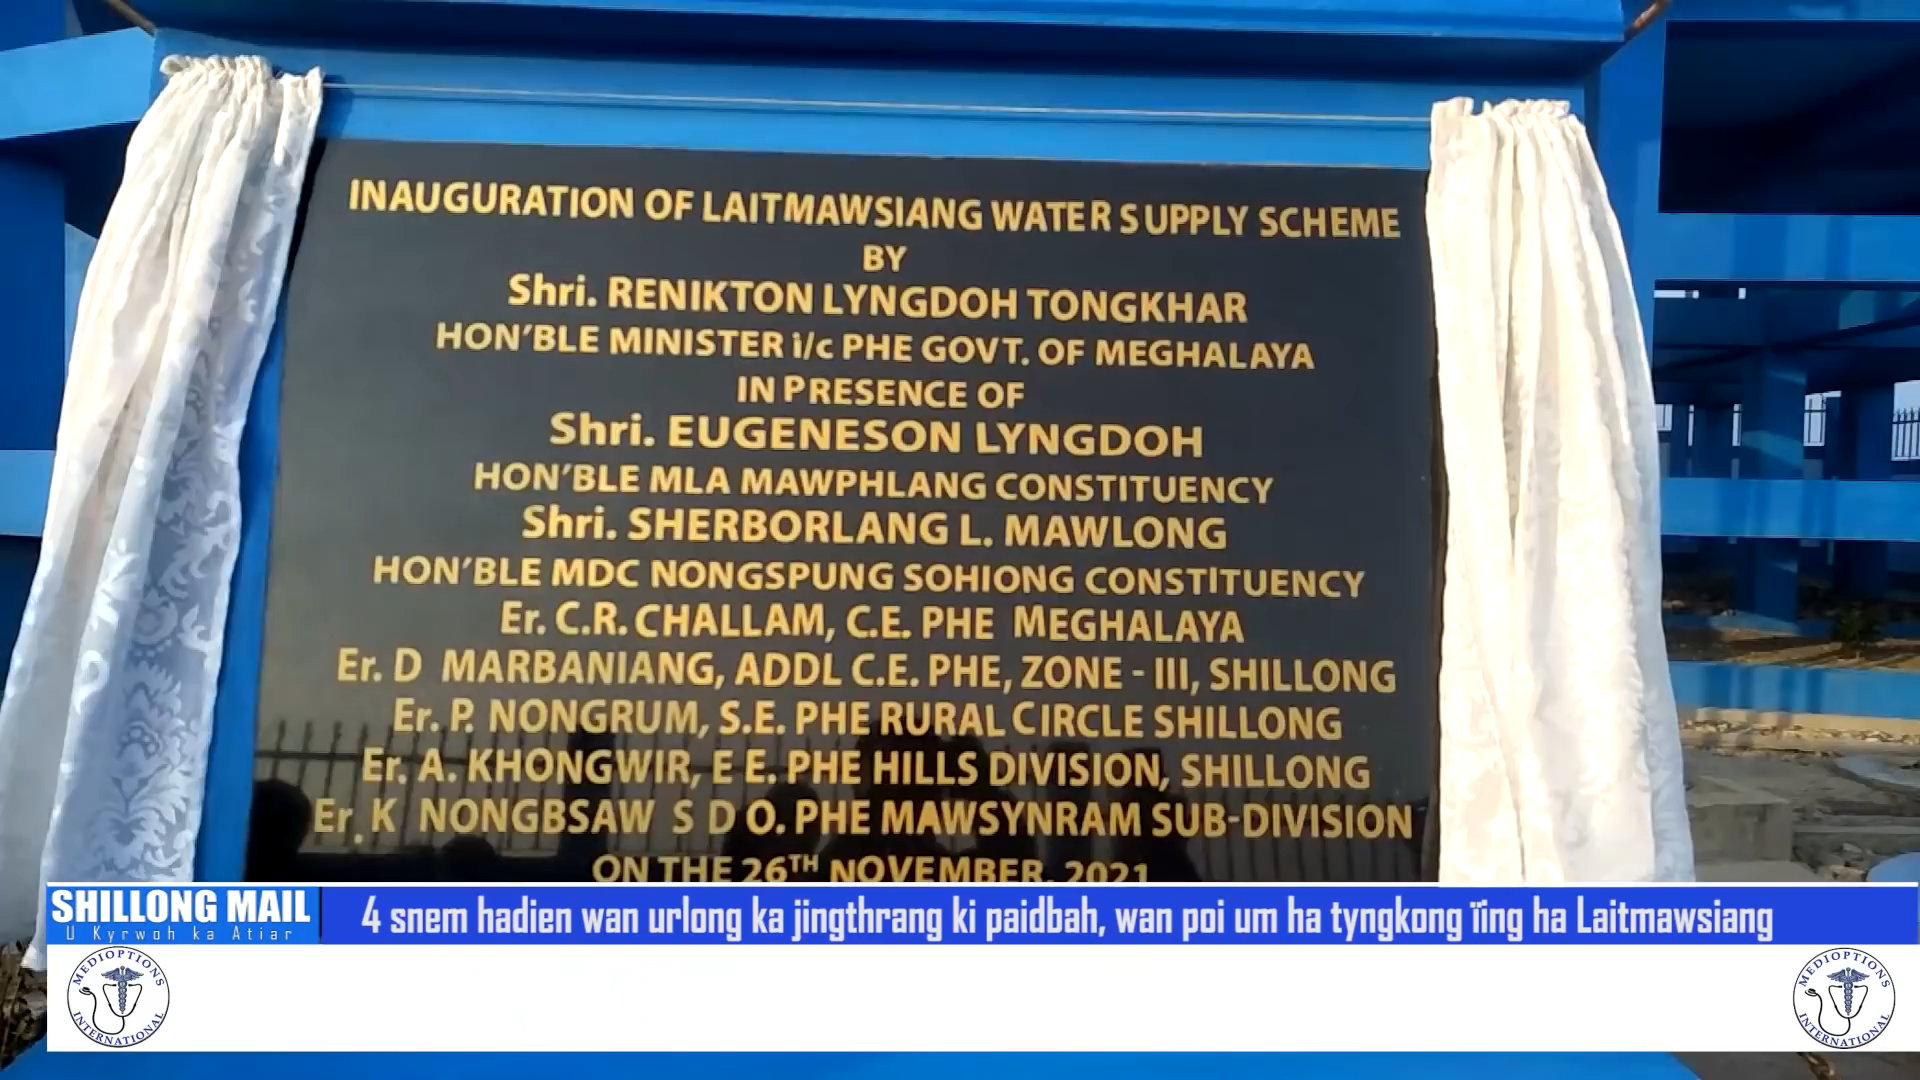 INAUGURATION OF LAITMAWSIANG WATER SUPPLY SCHEME
BY
Shri. RENIKTON LYNGDOH TONGKHAR
HON'BLE MINISTER i/c PHE GOVT. OF MEGHALAYA
IN PRESENCE OF
Shri. EUGENESON LYNGDOH
HON'BLE MLA MAWPHLANG CONSTITUENCY
Shri. SHERBORLANG L. MAWLONG
HON'BLE MDC NONGSPUNG SOHIONG CONSTITUENCY
Er. C.R. CHALLAM, C.E. PHE MEGHALAYA
Er. D MARBANIANG, ADDL C.E. PHE, ZONE - III, SHILLONG
Er. P. NONGRUM, S.E. PHE RURAL CIRCLE SHILLONG
Er. A. KHONGWIR, E E. PHE HILLS DIVISION, SHILLONG
Er. K NONGBSAW S D O. PHE MAWSYNRAM SUB-DIVISION
ON THE 26TH NOVEMBER, 2021
SHILLONG MAIL
U Kyrwoh ka Atiar
4 snem hadien wan urlong ka jingthrang ki paidbah, wan poi um ha tyngkong ïing ha Laitmawsiang
MEDIOPTIONS INTERNATIONAL
MEDIOPTIONS INTERNATIONAL